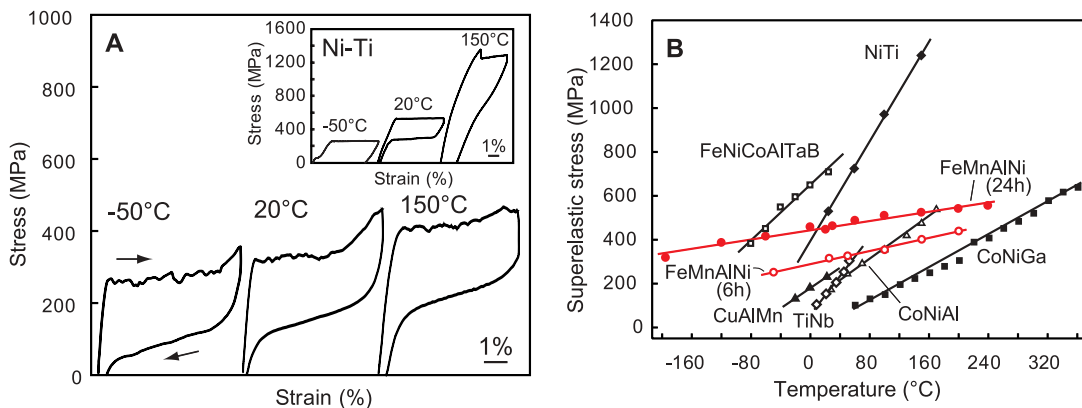 A
Stress (MPa)
1000
800
600
400
200
0
-50°C
20°C
150°C
1%
Strain (%)
Ni-Ti
Stress (MPa)
1600
1200
800
400
0
-50°C
20°C
150°C
1%
Strain (%)
B
Superelastic stress (MPa)
1400
1200
1000
800
600
400
200
0
-160
-80
0
80
160
240
320
Temperature (°C)
NiTi
FeNiCoAlTaB
FeMnAlNi
(24h)
FeMnAlNi
(6h)
CuAlMn
TiNb
CoNiAl
CoNiGa